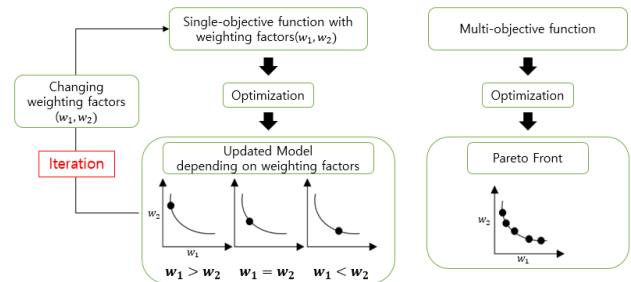 Single-objective function with
weighting factors(w₁, w₂)
Multi-objective function
Changing
weighting factors
(w₁, w₂)
Optimization
Optimization
Iteration
Updated Model
depending on weighting factors
Pareto Front
w₂
w₁
w₂
w₁
w₁ > w₂
w₁ = w₂
w₁ < w₂